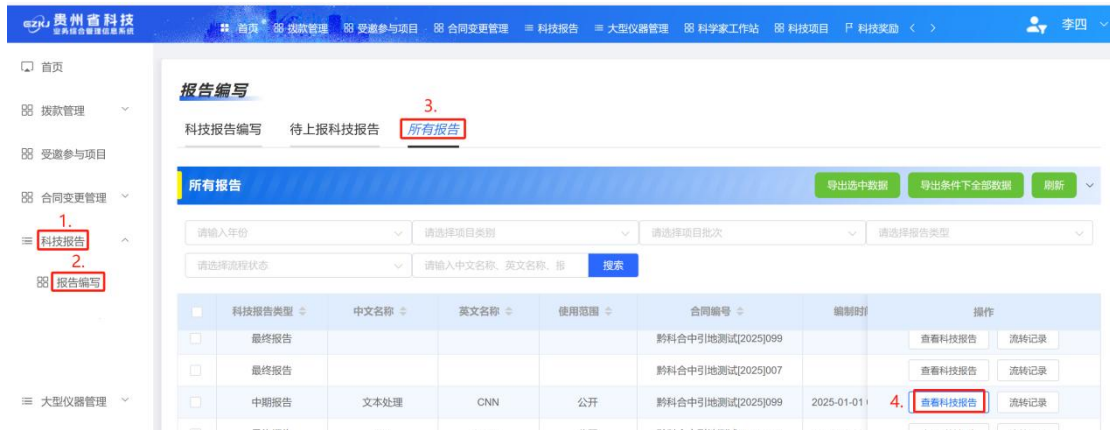 GZKJ 贵州省科技
业务综合管理信息系统
首页 拨款管理 受邀参与项目 合同变更管理 科技报告 大型仪器管理 科学家工作站 科技项目 科技奖励 < > 李四
首页
拨款管理
受邀参与项目
合同变更管理
1.
科技报告
2.
报告编写
大型仪器管理
报告编写
3.
科技报告编写 待上报科技报告 所有报告
所有报告 导出选中数据 导出条件下全部数据 刷新
请输入年份 请选择项目类别 请选择项目批次 请选择报告类型
请选择流程状态 请输入中文名称、英文名称、报 搜索
科技报告类型 中文名称 英文名称 使用范围 合同编号 编制时 操作
最终报告 黔科合中引地测试[2025]099 查看科技报告 流转记录
最终报告 黔科合中引地测试[2025]007 查看科技报告 流转记录
中期报告 文本处理 CNN 公开 黔科合中引地测试[2025]099 2025-01-01 4. 查看科技报告 流转记录